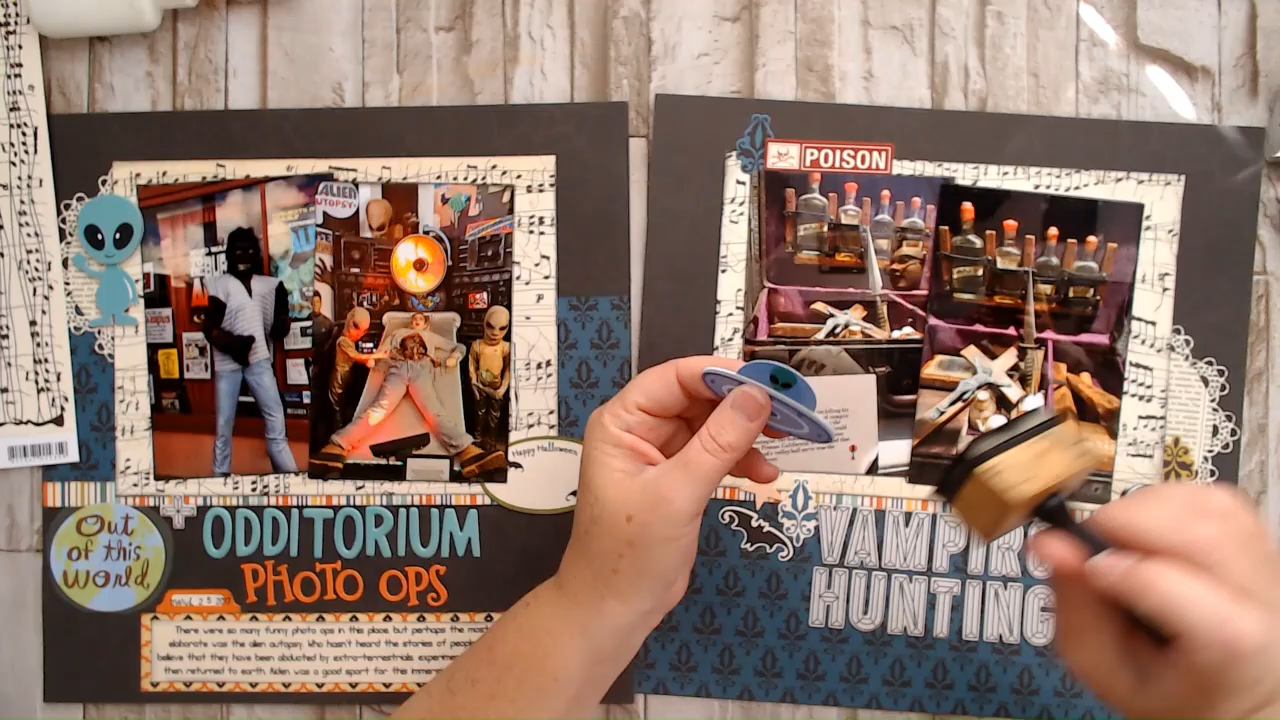 ALIEN
AUTOPSY
Happy Halloween
Out
of this
world
ODDITORIUM
PHOTO OPS
There were so many funny photo ops in this place, but perhaps the most
elaborate was the alien autopsy. Who hasn't heard the stories of people
believe that they have been abducted by extra-terrestrials, experim
then returned to earth. Aiden was a good sport for this immer
POISON
VAMPIRE
HUNTING